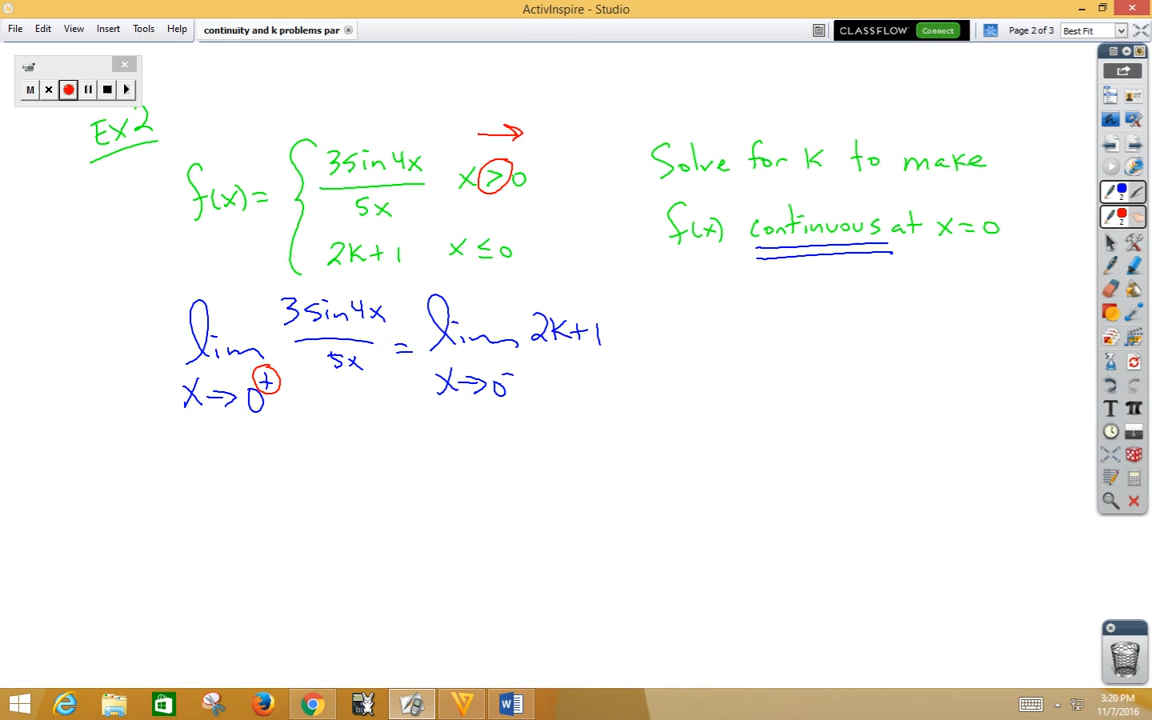 ActivInspire - Studio
File Edit View Insert Tools Help
continuity and k problems par
CLASSFLOW Connect
Page 2 of 3
Best Fit
M
2
2
Ex 2
f(x) = { 3sin4x / 5x   x > 0
2k+1   x ≤ 0
Solve for k to make
f(x) continuous at x = 0
lim x→0⁺ 3sin4x / 5x = lim x→0⁻ 2k+1
3:20 PM
11/7/2016